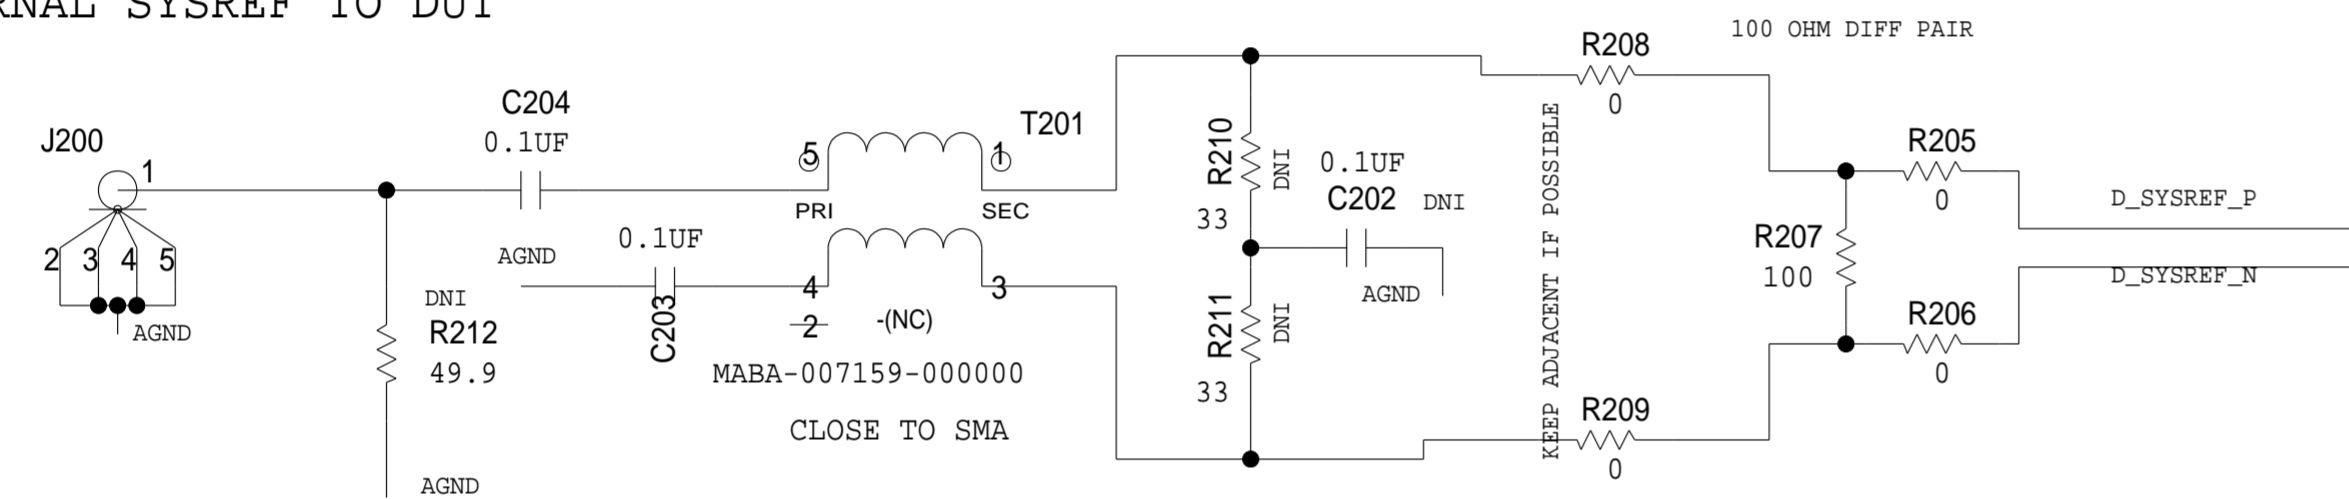 RNAL SYSREF TO DUT
100 OHM DIFF PAIR
R208
0
C204
0.1UF
T201
J200
1
5
1
PRI
SEC
R210
DNI
33
0.1UF
C202
DNI
AGND
KEEP ADJACENT IF POSSIBLE
R205
0
D_SYSREF_P
R207
100
D_SYSREF_N
2
3
4
5
AGND
AGND
0.1UF
C203
4
3
2
-(NC)
DNI
R212
49.9
MABA-007159-000000
CLOSE TO SMA
R211
DNI
33
R206
0
R209
0
AGND